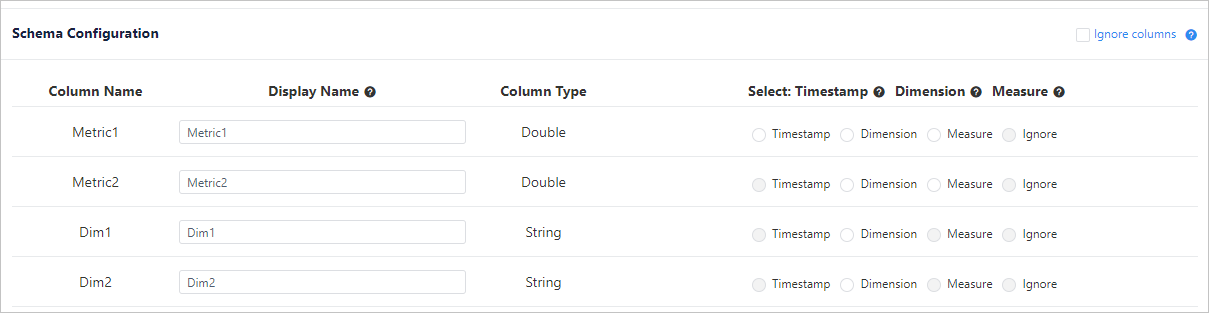 Schema Configuration Ignore columns ?
Column Name Display Name ? Column Type Select: Timestamp ? Dimension ? Measure ?
Metric1 Metric1 Double Timestamp Dimension Measure Ignore
Metric2 Metric2 Double Timestamp Dimension Measure Ignore
Dim1 Dim1 String Timestamp Dimension Measure Ignore
Dim2 Dim2 String Timestamp Dimension Measure Ignore